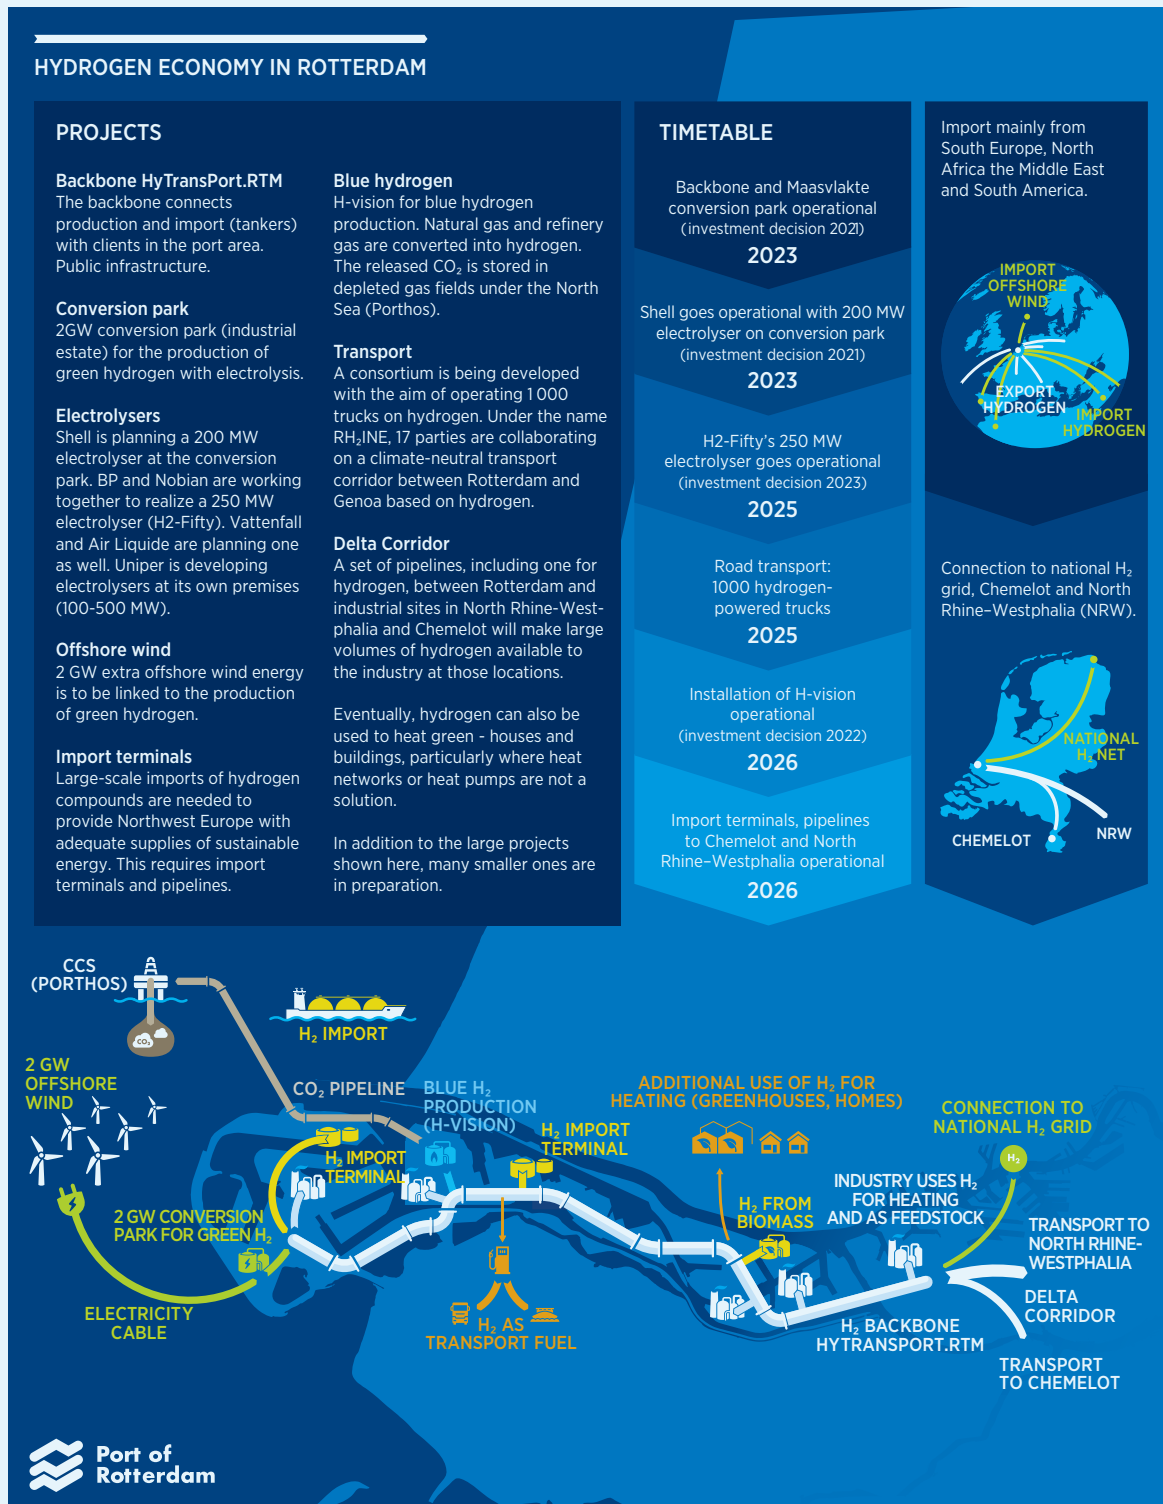 HYDROGEN ECONOMY IN ROTTERDAM
PROJECTS
Backbone HyTransPort.RTM
The backbone connects
production and import (tankers)
with clients in the port area.
Public infrastructure.
Conversion park
2GW conversion park (industrial
estate) for the production of
green hydrogen with electrolysis.
Electrolysers
Shell is planning a 200 MW
electrolyser at the conversion
park. BP and Nobian are working
together to realize a 250 MW
electrolyser (H2-Fifty). Vattenfall
and Air Liquide are planning one
as well. Uniper is developing
electrolysers at its own premises
(100-500 MW).
Offshore wind
2 GW extra offshore wind energy
is to be linked to the production
of green hydrogen.
Import terminals
Large-scale imports of hydrogen
compounds are needed to
provide Northwest Europe with
adequate supplies of sustainable
energy. This requires import
terminals and pipelines.
Blue hydrogen
H-vision for blue hydrogen
production. Natural gas and refinery
gas are converted into hydrogen.
The released CO₂ is stored in
depleted gas fields under the North
Sea (Porthos).
Transport
A consortium is being developed
with the aim of operating 1 000
trucks on hydrogen. Under the name
RH₂INE, 17 parties are collaborating
on a climate-neutral transport
corridor between Rotterdam and
Genoa based on hydrogen.
Delta Corridor
A set of pipelines, including one for
hydrogen, between Rotterdam and
industrial sites in North Rhine-West-
phalia and Chemelot will make large
volumes of hydrogen available to
the industry at those locations.
Eventually, hydrogen can also be
used to heat green - houses and
buildings, particularly where heat
networks or heat pumps are not a
solution.
In addition to the large projects
shown here, many smaller ones are
in preparation.
TIMETABLE
Backbone and Maasvlakte
conversion park operational
(investment decision 2021)
2023
Shell goes operational with 200 MW
electrolyser on conversion park
(investment decision 2021)
2023
H2-Fifty's 250 MW
electrolyser goes operational
(investment decision 2023)
2025
Road transport:
1000 hydrogen-
powered trucks
2025
Installation of H-vision
operational
(investment decision 2022)
2026
Import terminals, pipelines
to Chemelot and North
Rhine–Westphalia operational
2026
Import mainly from
South Europe, North
Africa the Middle East
and South America.
IMPORT
OFFSHORE
WIND
EXPORT
HYDROGEN
IMPORT
HYDROGEN
Connection to national H₂
grid, Chemelot and North
Rhine–Westphalia (NRW).
NATIONAL
H₂ NET
CHEMELOT
NRW
CCS
(PORTHOS)
CO₂
H₂ IMPORT
2 GW
OFFSHORE
WIND
CO₂ PIPELINE
BLUE H₂
PRODUCTION
(H-VISION)
H₂ IMPORT
TERMINAL
H₂ IMPORT
TERMINAL
ADDITIONAL USE OF H₂ FOR
HEATING (GREENHOUSES, HOMES)
CONNECTION TO
NATIONAL H₂ GRID
H₂
INDUSTRY USES H₂
FOR HEATING
AND AS FEEDSTOCK
H₂ FROM
BIOMASS
2 GW CONVERSION
PARK FOR GREEN H₂
TRANSPORT TO
NORTH RHINE-
WESTPHALIA
DELTA
CORRIDOR
ELECTRICITY
CABLE
H₂ AS
TRANSPORT FUEL
H₂ BACKBONE
HYTRANSPORT.RTM
TRANSPORT
TO CHEMELOT
Port of
Rotterdam